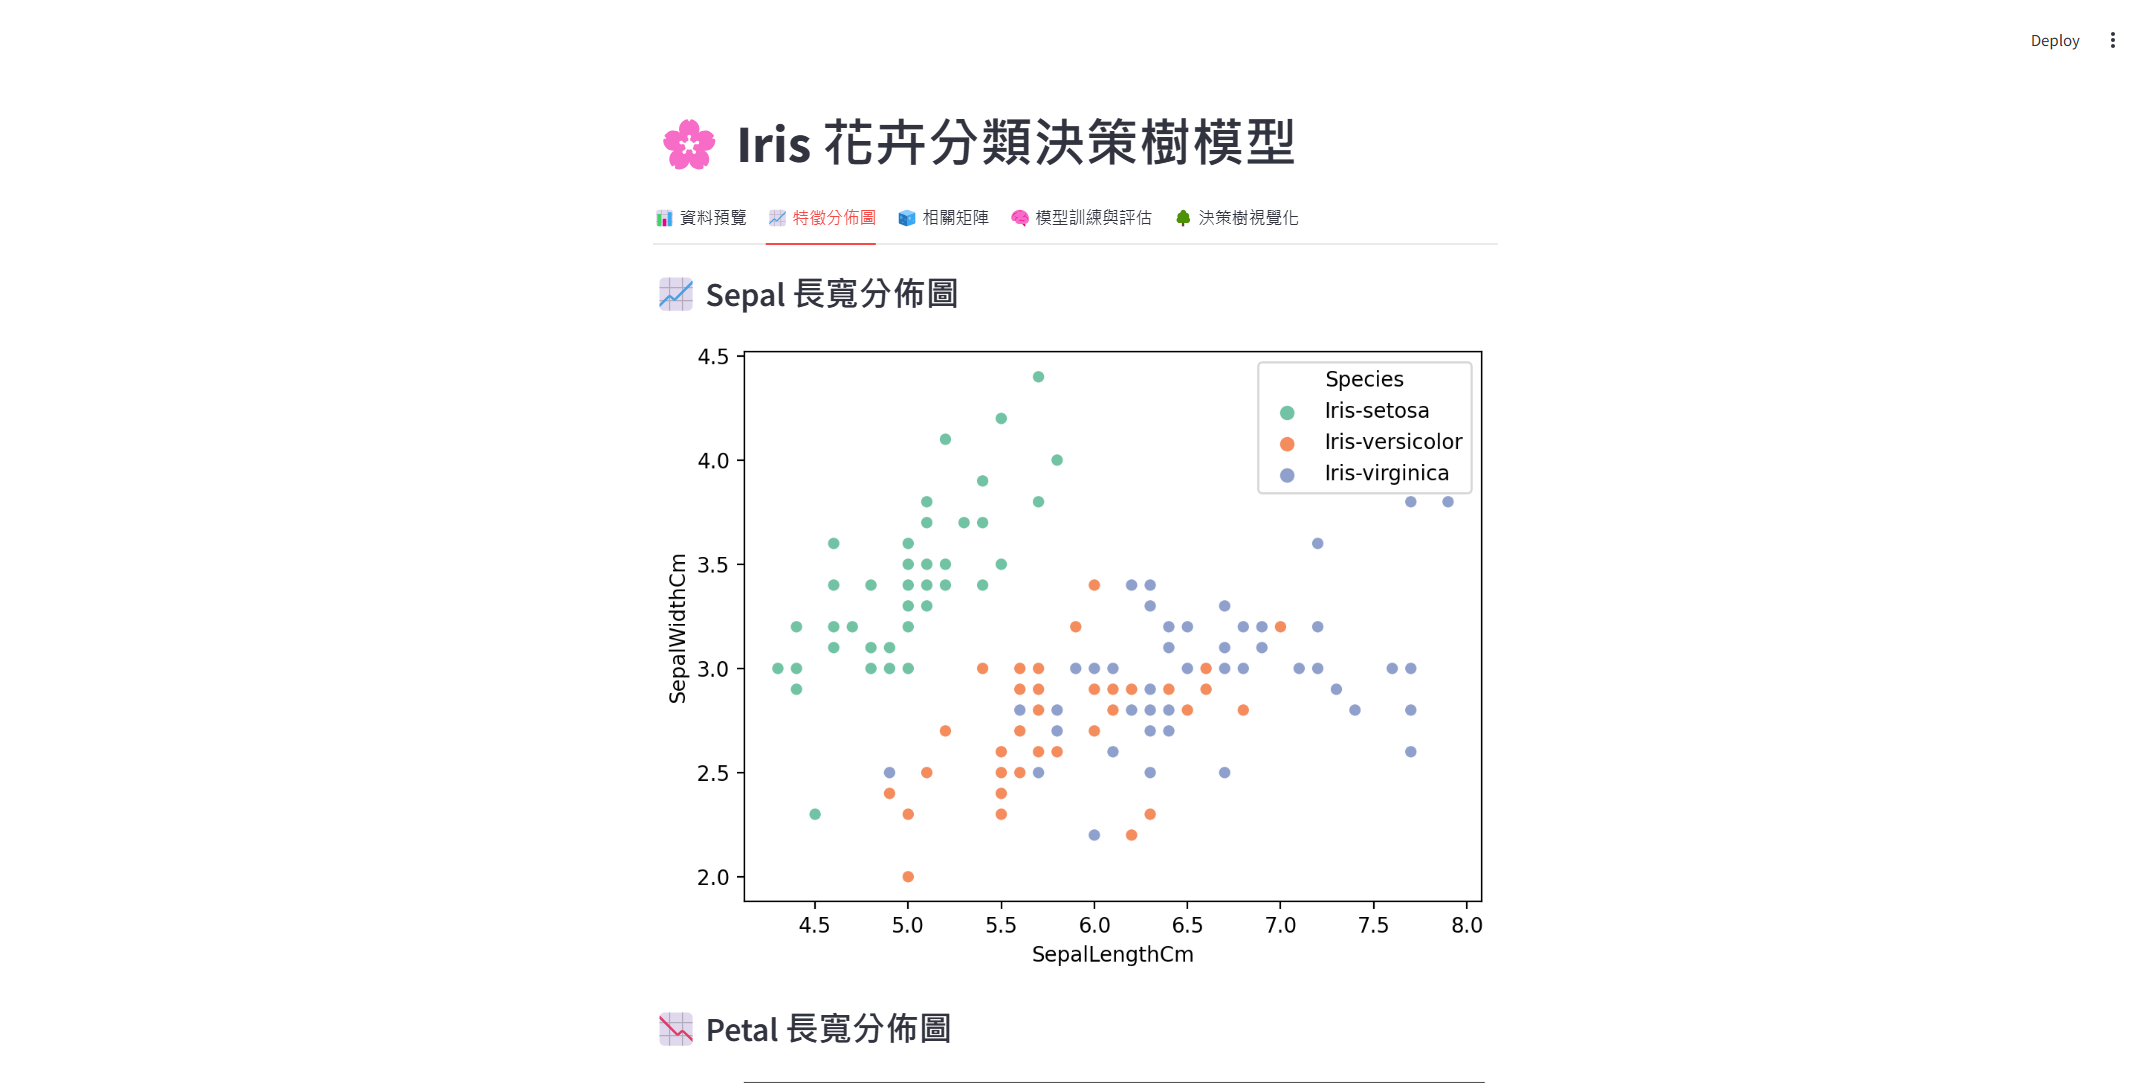 Deploy
Iris 花卉分類決策樹模型
資料預覽 特徵分佈圖 相關矩陣 模型訓練與評估 決策樹視覺化
Sepal 長寬分佈圖
4.5
4.0
3.5
3.0
2.5
2.0
SepalWidthCm
Species
Iris-setosa
Iris-versicolor
Iris-virginica
4.5 5.0 5.5 6.0 6.5 7.0 7.5 8.0
SepalLengthCm
Petal 長寬分佈圖